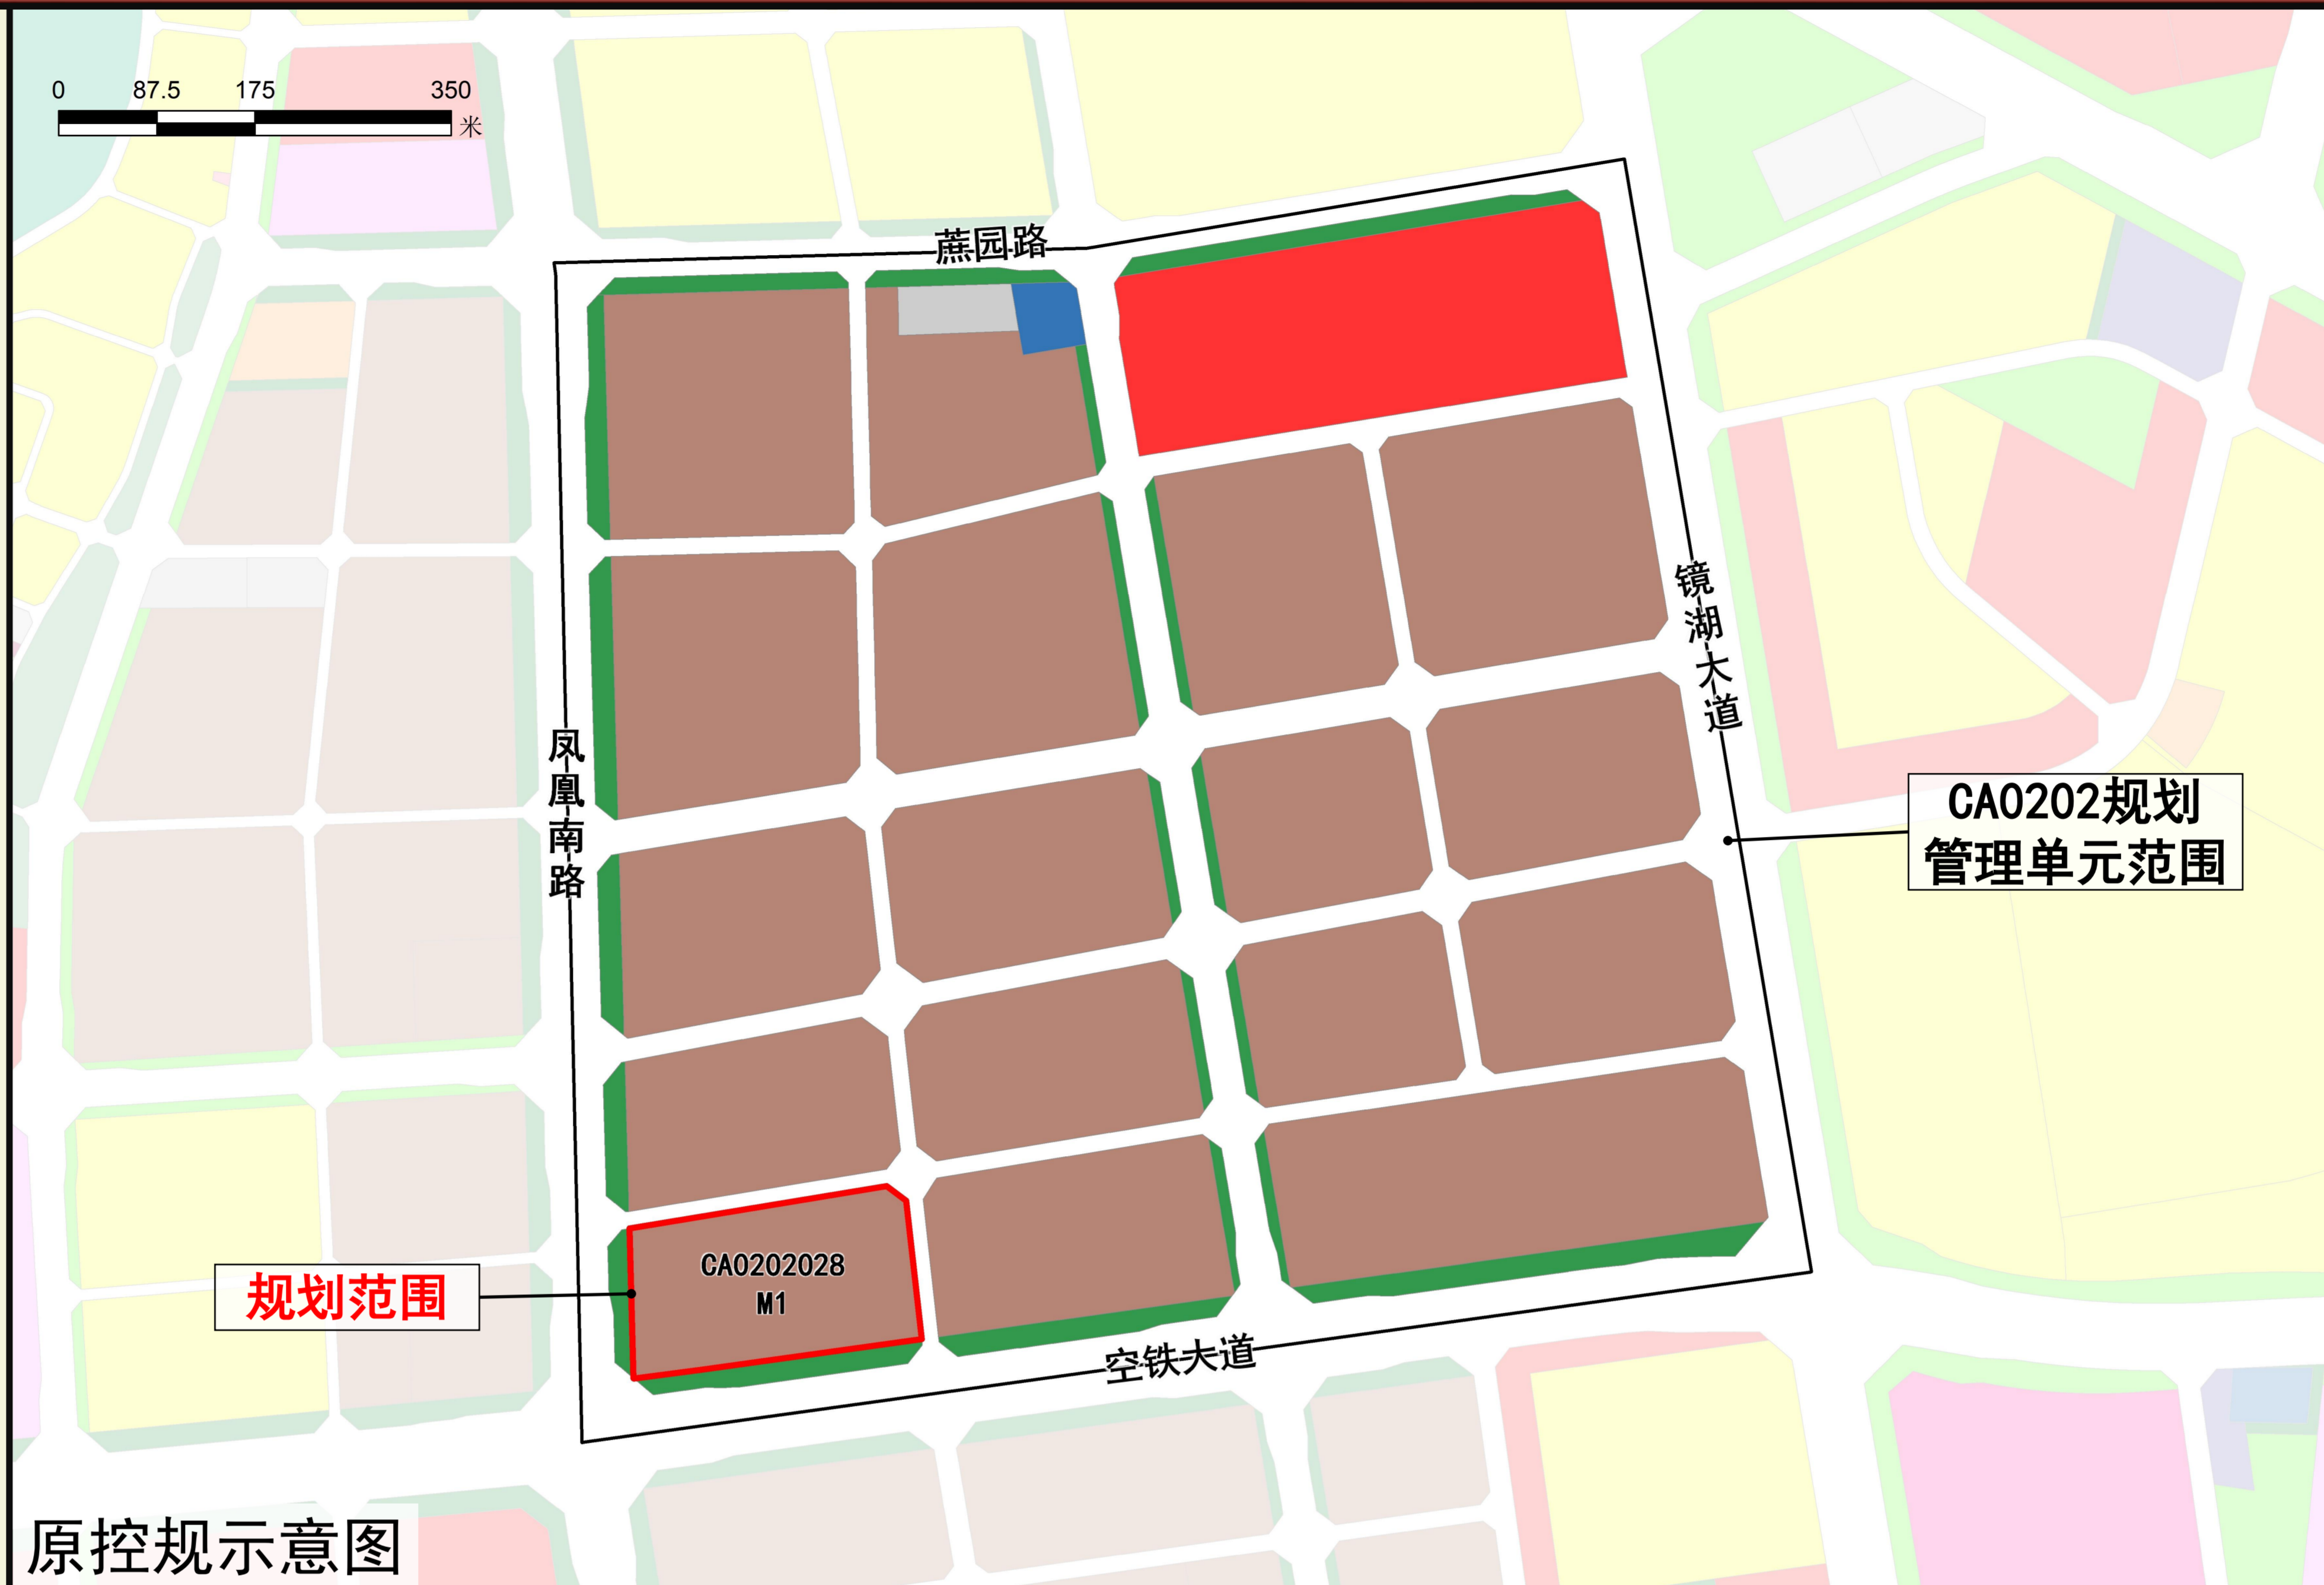 0 87.5 175 350
米
蔗园路
镜湖大道
凤凰南路
CA0202规划
管理单元范围
CA0202028
M1
规划范围
空铁大道
原控规示意图